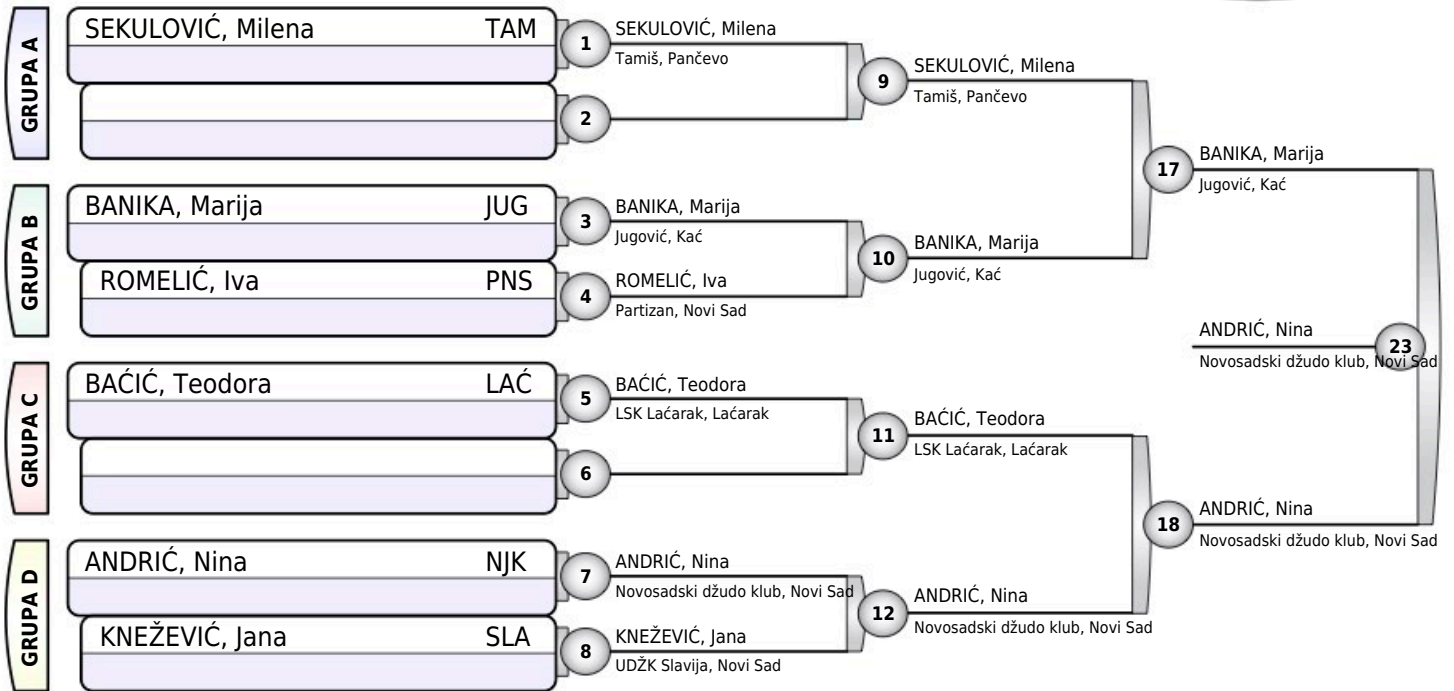 GRUPA A
SEKULOVIĆ, Milena TAM
1
SEKULOVIĆ, Milena
Tamiš, Pančevo
2
9
SEKULOVIĆ, Milena
Tamiš, Pančevo
GRUPA B
BANIKA, Marija JUG
3
BANIKA, Marija
Jugović, Kać
ROMELIĆ, Iva PNS
4
ROMELIĆ, Iva
Partizan, Novi Sad
10
BANIKA, Marija
Jugović, Kać
17
BANIKA, Marija
Jugović, Kać
GRUPA C
BAĆIĆ, Teodora LAĆ
5
BAĆIĆ, Teodora
LSK Laćarak, Laćarak
6
11
BAĆIĆ, Teodora
LSK Laćarak, Laćarak
GRUPA D
ANDRIĆ, Nina NJK
7
ANDRIĆ, Nina
Novosadski džudo klub, Novi Sad
KNEŽEVIĆ, Jana SLA
8
KNEŽEVIĆ, Jana
UDŽK Slavija, Novi Sad
12
ANDRIĆ, Nina
Novosadski džudo klub, Novi Sad
18
ANDRIĆ, Nina
Novosadski džudo klub, Novi Sad
ANDRIĆ, Nina
23
Novosadski džudo klub, Novi Sad